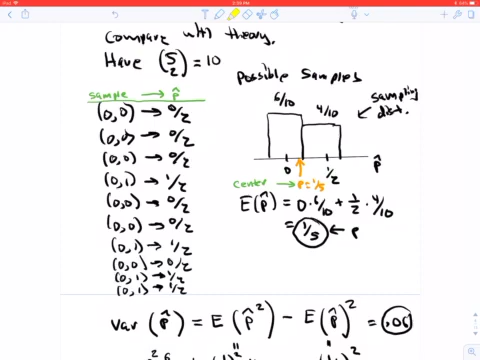 2:39 PM
83%
Compare with theory.
Have (5 2) = 10
Possible Samples
sample → p̂
(0,0) → 0/2
(0,0) → 0/2
(0,0) → 0/2
(0,1) → 1/2
(0,0) → 0/2
(0,0) → 0/2
(0,1) → 1/2
(0,0) → 0/2
(0,1) → 1/2
(0,1) → 1/2
6/10 4/10 sampling
dist.
0 1/2 p̂
center → p=1/5
E(p̂) = 0·6/10 + 1/2·4/10
= 1/5 ← p
Var (p̂) = E(p̂²) − E(p̂)² = .06